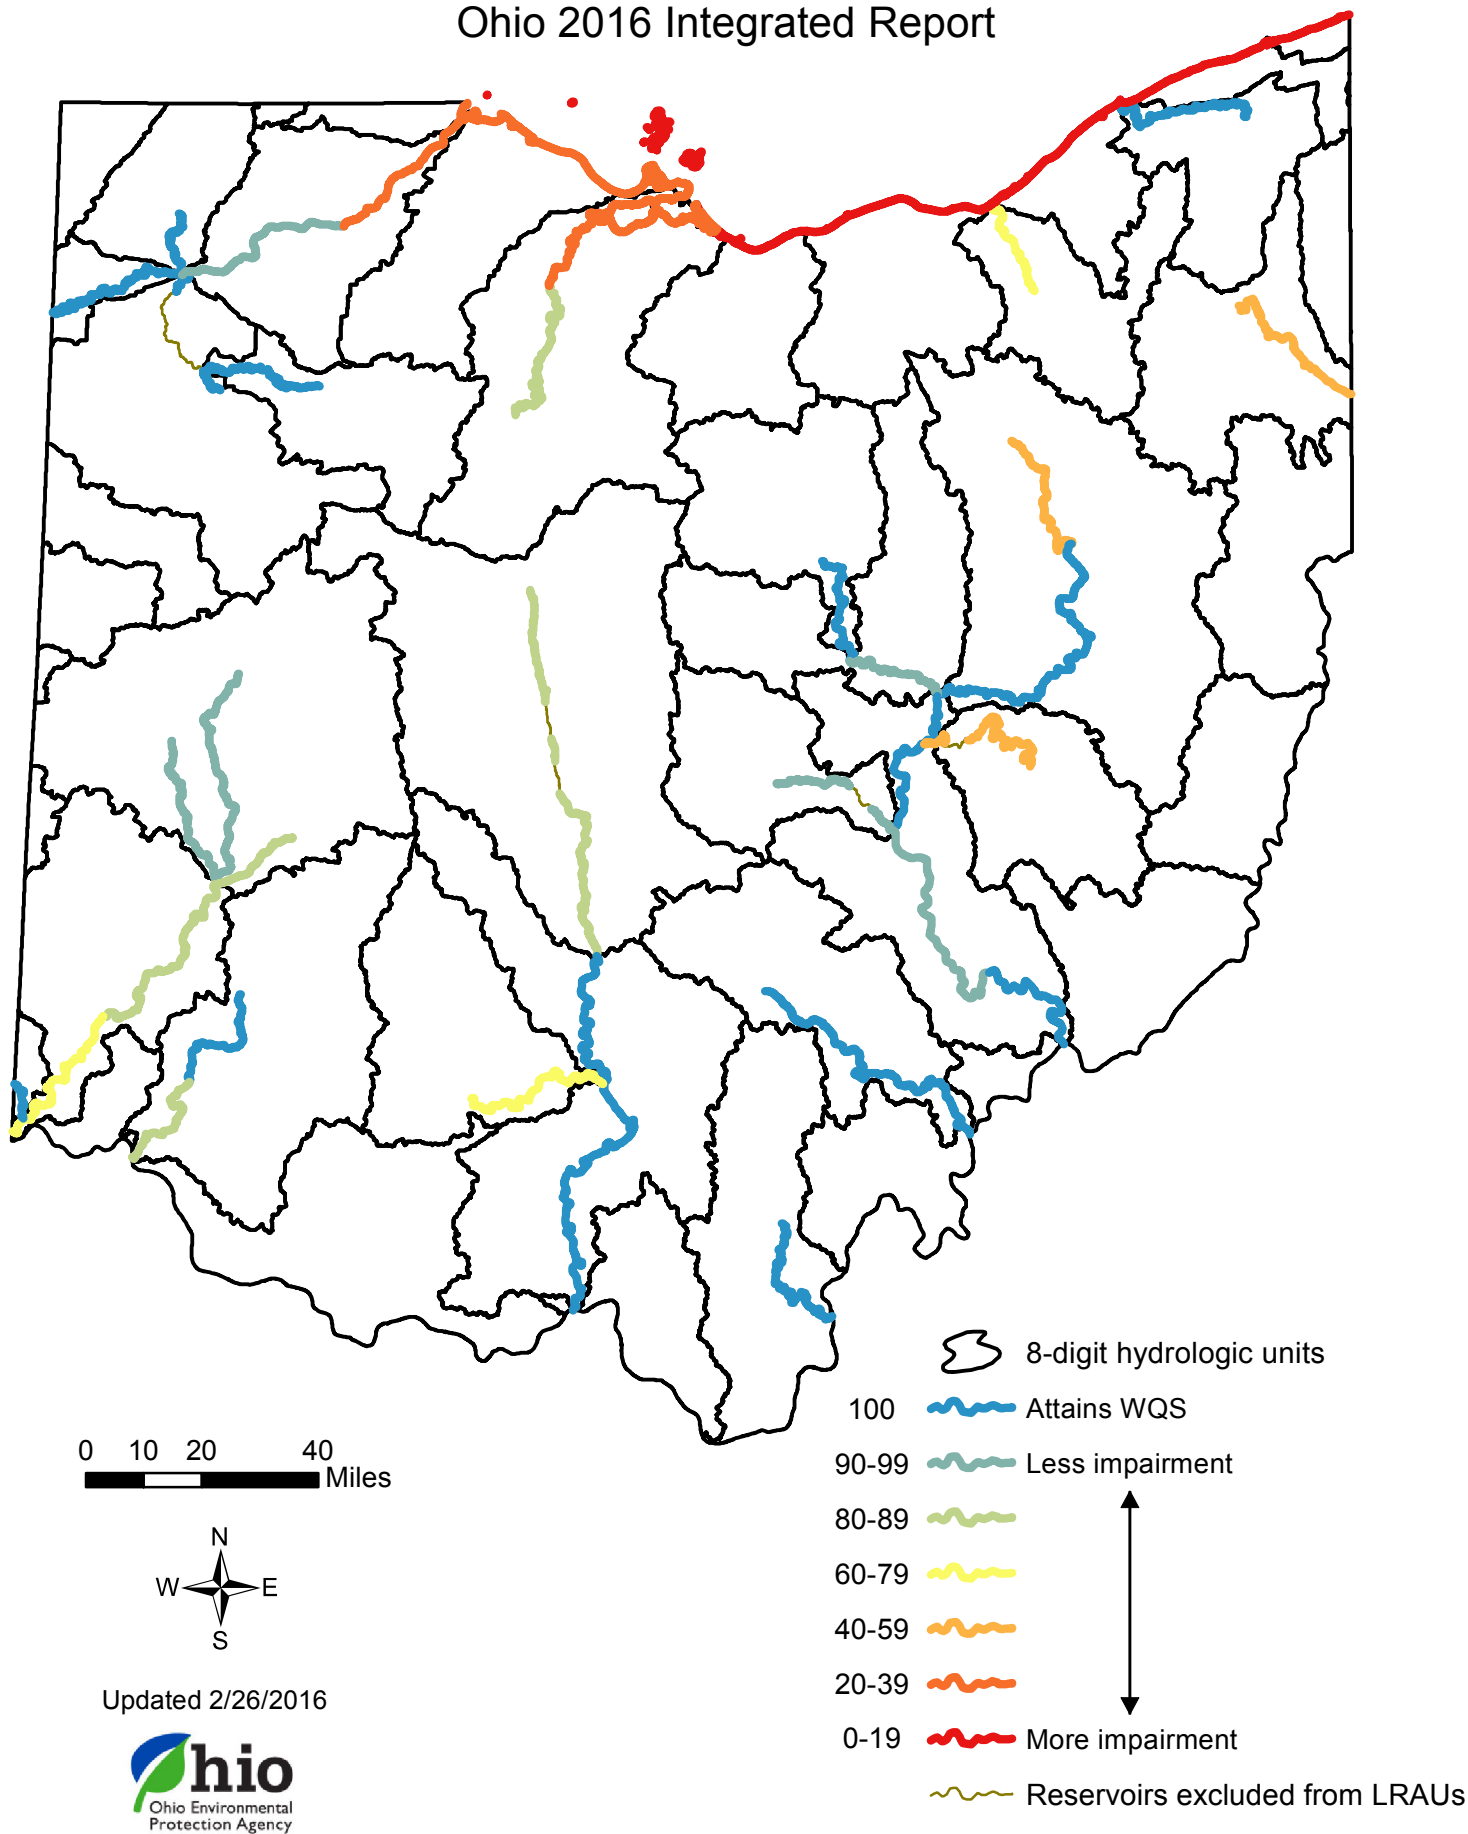 Ohio 2016 Integrated Report
8-digit hydrologic units
100 Attains WQS
90-99 Less impairment
80-89
60-79
40-59
20-39
0-19 More impairment
Reservoirs excluded from LRAUs
0 10 20 40
Miles
N
W E
S
Updated 2/26/2016
Ohio
Ohio Environmental
Protection Agency